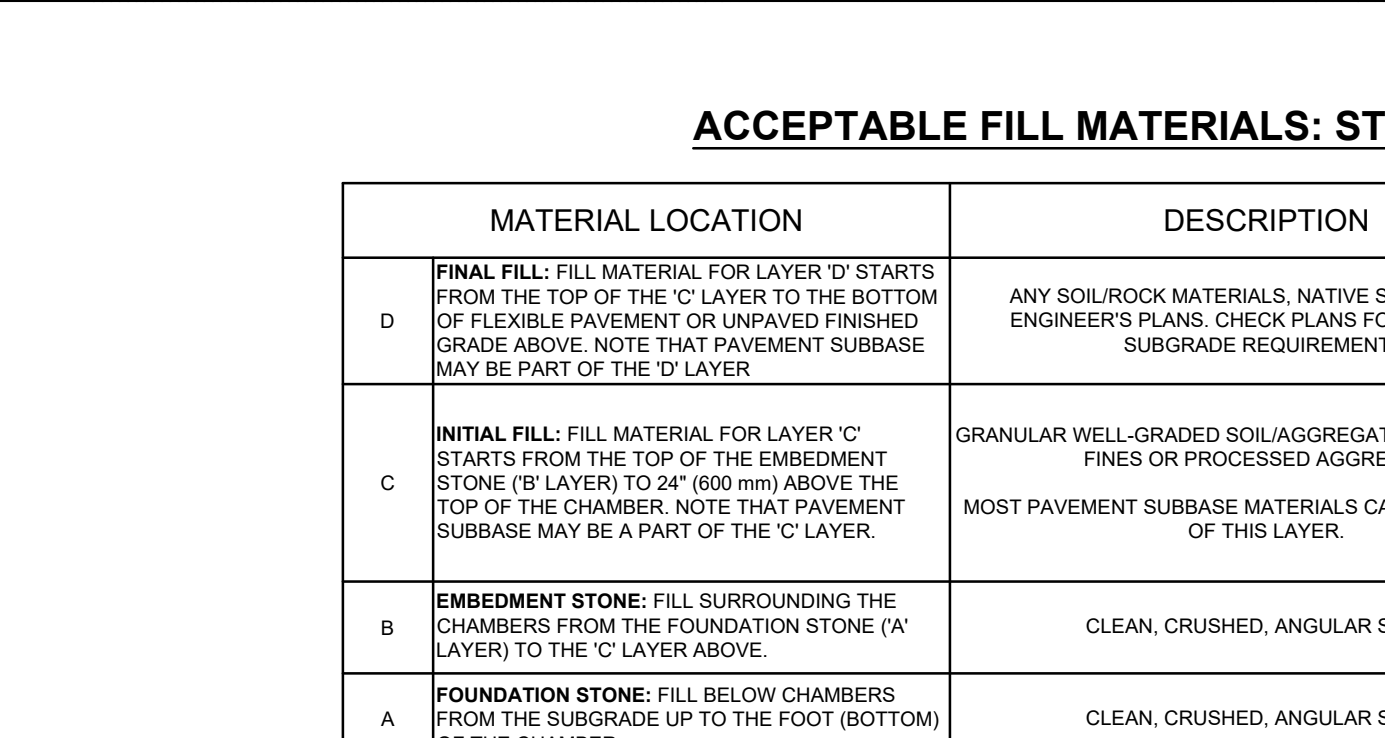 ACCEPTABLE FILL MATERIALS: ST
MATERIAL LOCATION
DESCRIPTION
D
FINAL FILL: FILL MATERIAL FOR LAYER 'D' STARTS
FROM THE TOP OF THE 'C' LAYER TO THE BOTTOM
OF FLEXIBLE PAVEMENT OR UNPAVED FINISHED
GRADE ABOVE. NOTE THAT PAVEMENT SUBBASE
MAY BE PART OF THE 'D' LAYER
ANY SOIL/ROCK MATERIALS, NATIVE S
ENGINEER'S PLANS. CHECK PLANS FO
SUBGRADE REQUIREMENT
C
INITIAL FILL: FILL MATERIAL FOR LAYER 'C'
STARTS FROM THE TOP OF THE EMBEDMENT
STONE ('B' LAYER) TO 24" (600 mm) ABOVE THE
TOP OF THE CHAMBER. NOTE THAT PAVEMENT
SUBBASE MAY BE A PART OF THE 'C' LAYER.
GRANULAR WELL-GRADED SOIL/AGGREGAT
FINES OR PROCESSED AGGRE
MOST PAVEMENT SUBBASE MATERIALS CA
OF THIS LAYER.
B
EMBEDMENT STONE: FILL SURROUNDING THE
CHAMBERS FROM THE FOUNDATION STONE ('A'
LAYER) TO THE 'C' LAYER ABOVE.
CLEAN, CRUSHED, ANGULAR S
A
FOUNDATION STONE: FILL BELOW CHAMBERS
FROM THE SUBGRADE UP TO THE FOOT (BOTTOM)
OF THE CHAMBER
CLEAN, CRUSHED, ANGULAR S